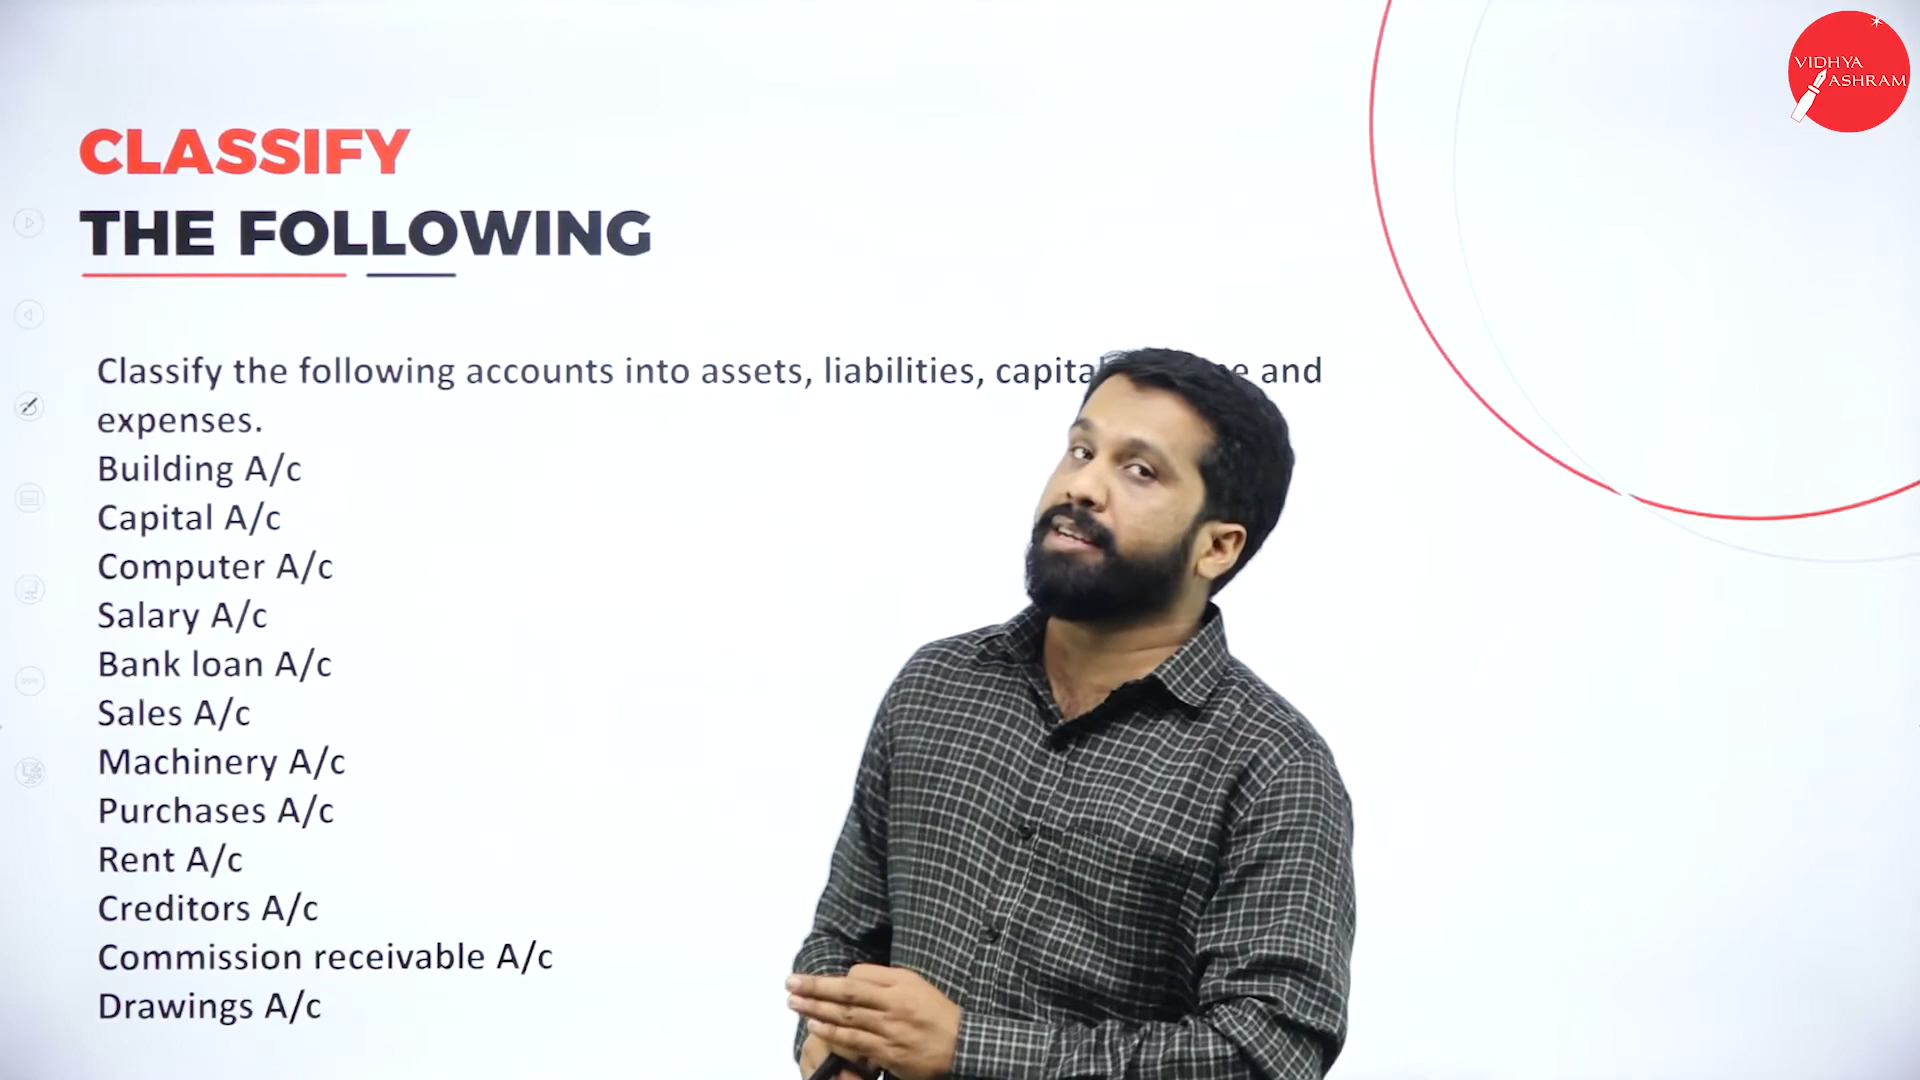 VIDHYA
ASHRAM
CLASSIFY
THE FOLLOWING
Classify the following accounts into assets, liabilities, and
expenses.
Building A/c
Capital A/c
Computer A/c
Salary A/c
Bank loan A/c
Sales A/c
Machinery A/c
Purchases A/c
Rent A/c
Creditors A/c
Commission receivable A/c
Drawings A/c